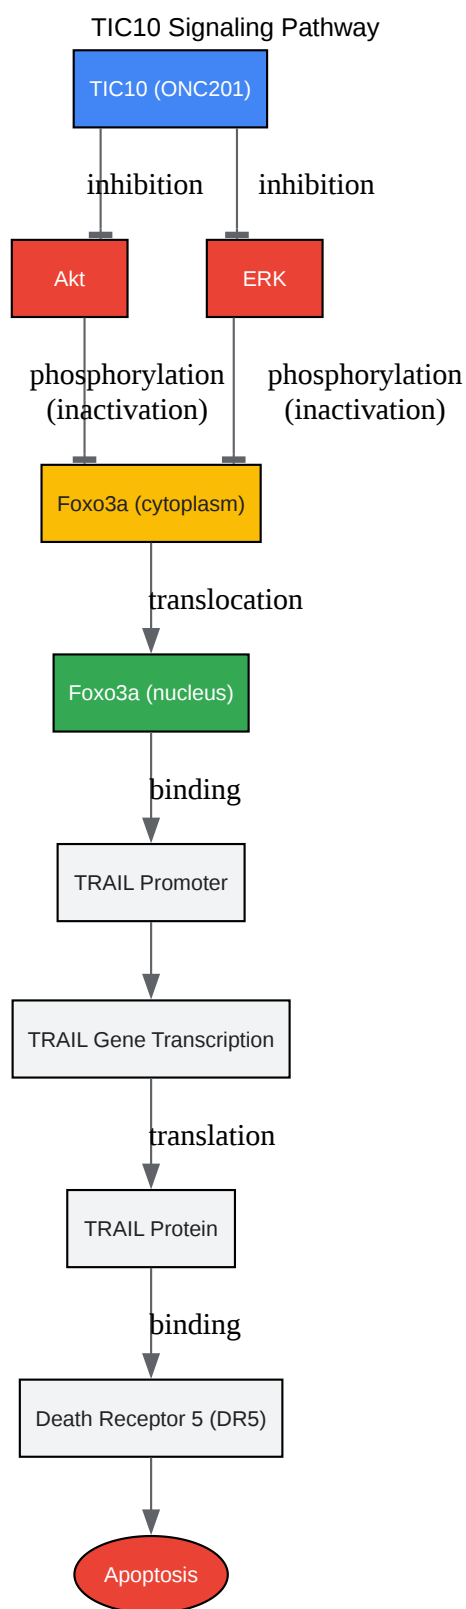 TIC10 Signaling Pathway
TIC10 (ONC201)
inhibition
inhibition
Akt
ERK
phosphorylation
(inactivation)
phosphorylation
(inactivation)
Foxo3a (cytoplasm)
translocation
Foxo3a (nucleus)
binding
TRAIL Promoter
TRAIL Gene Transcription
translation
TRAIL Protein
binding
Death Receptor 5 (DR5)
Apoptosis